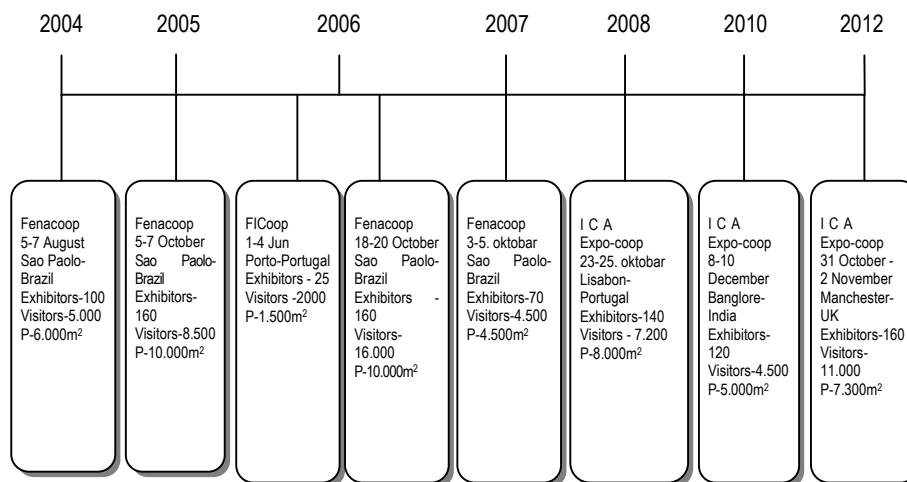 2004 2005 2006 2007 2008 2010 2012
Fenacoop
5-7 August
Sao Paolo-
Brazil
Exhibitors-100
Visitors-5.000
P-6.000m²
Fenacoop
5-7 October
Sao Paolo-
Brazil
Exhibitors-
160
Visitors-8.500
P-10.000m²
FICoop
1-4 Jun
Porto-Portugal
Exhibitors - 25
Visitors -2000
P-1.500m²
Fenacoop
18-20 October
Sao Paolo-
Brazil
Exhibitors -
160
Visitors-
16.000
P-10.000m²
Fenacoop
3-5. oktobar
Sao Paolo-
Brazil
Exhibitors-70
Visitors-4.500
P-4.500m²
I C A
Expo-coop
23-25. oktobar
Lisabon-
Portugal
Exhibitors-140
Visitors - 7.200
P-8.000m²
I C A
Expo-coop
8-10
December
Banglore-
India
Exhibitors-
120
Visitors-4.500
P-5.000m²
I C A
Expo-coop
31 October -
2 November
Manchester-
UK
Exhibitors-160
Visitors-
11.000
P-7.300m²